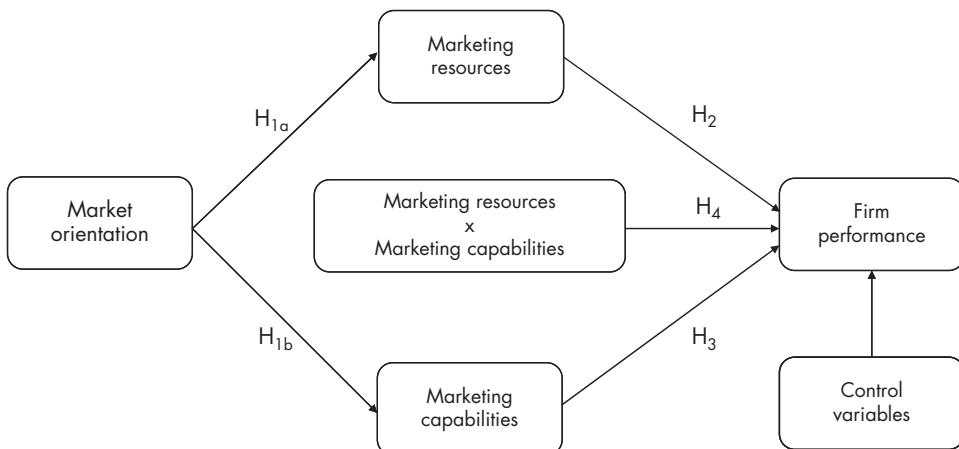 Marketing
resources
H1a
H2
Market
orientation
Marketing resources
x
Marketing capabilities
H4
Firm
performance
H1b
H3
Marketing
capabilities
Control
variables